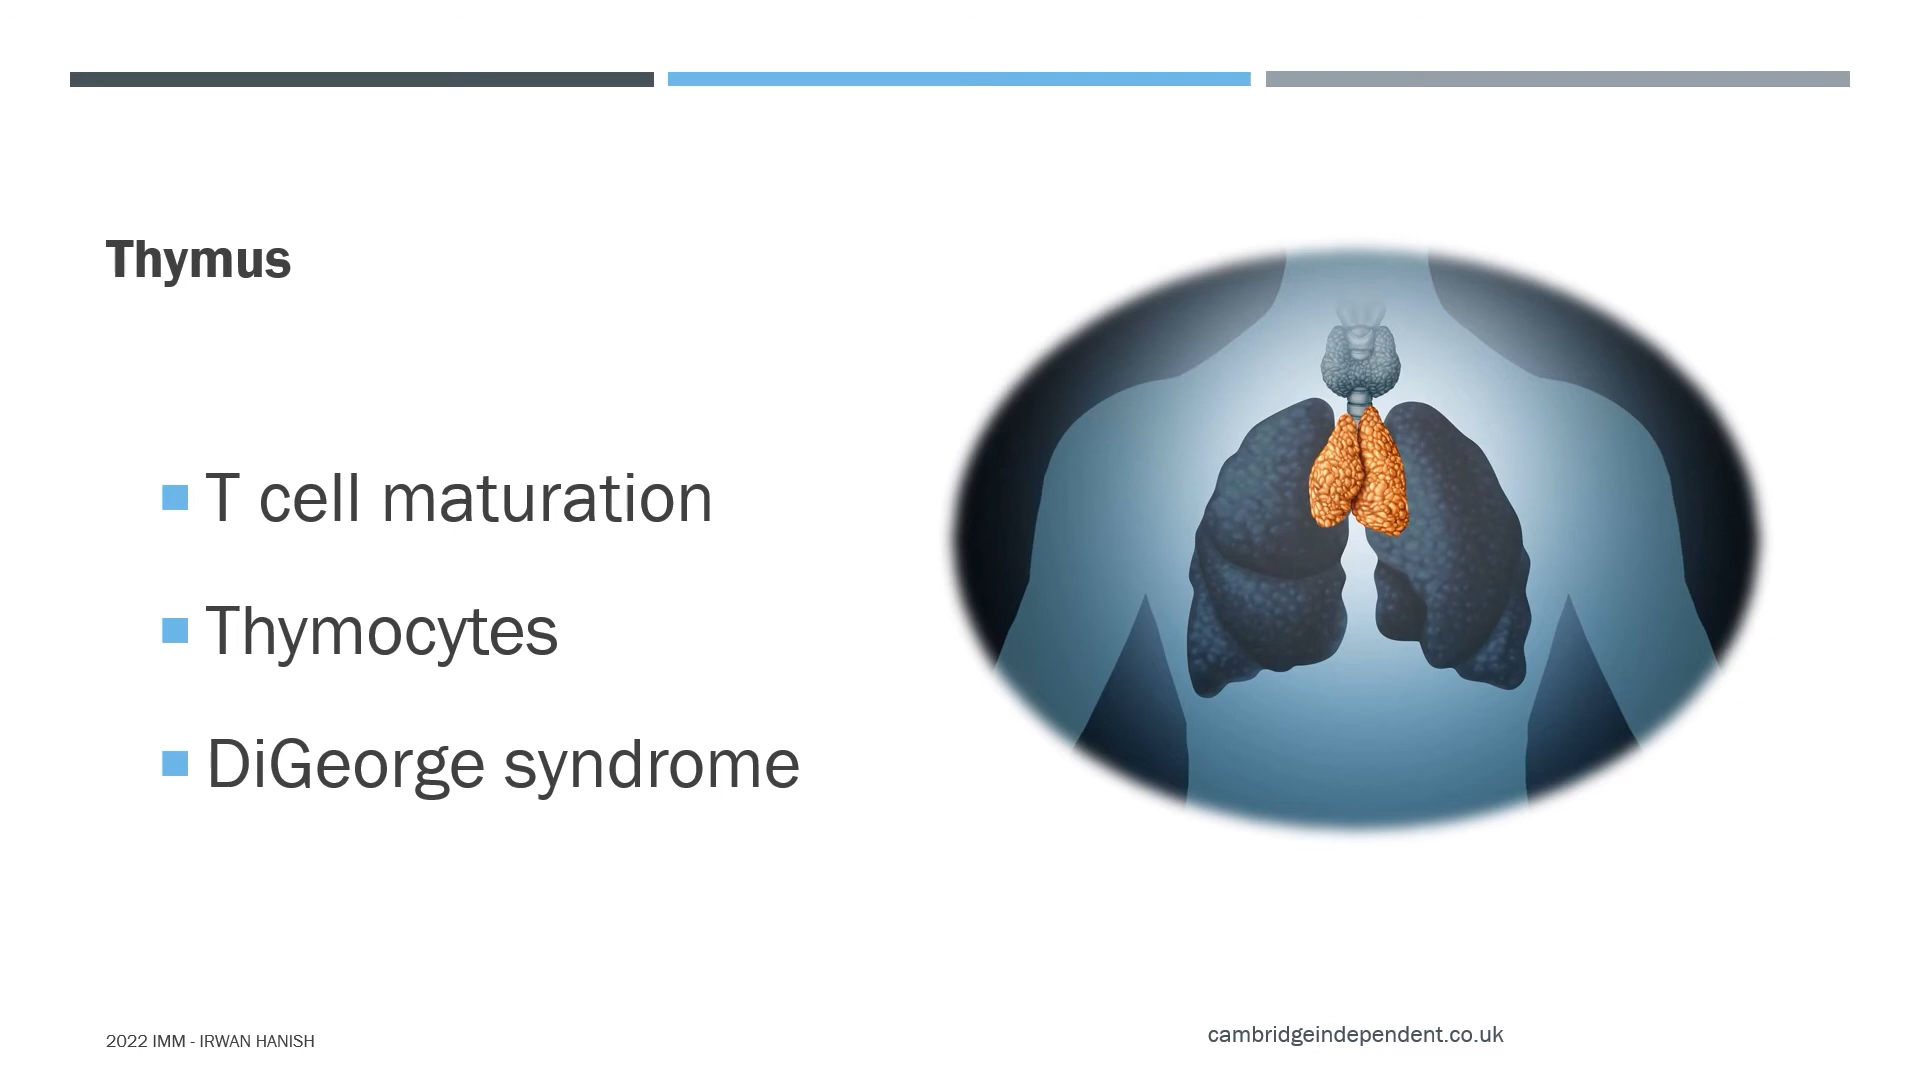 Thymus
T cell maturation
Thymocytes
DiGeorge syndrome
2022 IMM - IRWAN HANISH
cambridgeindependent.co.uk